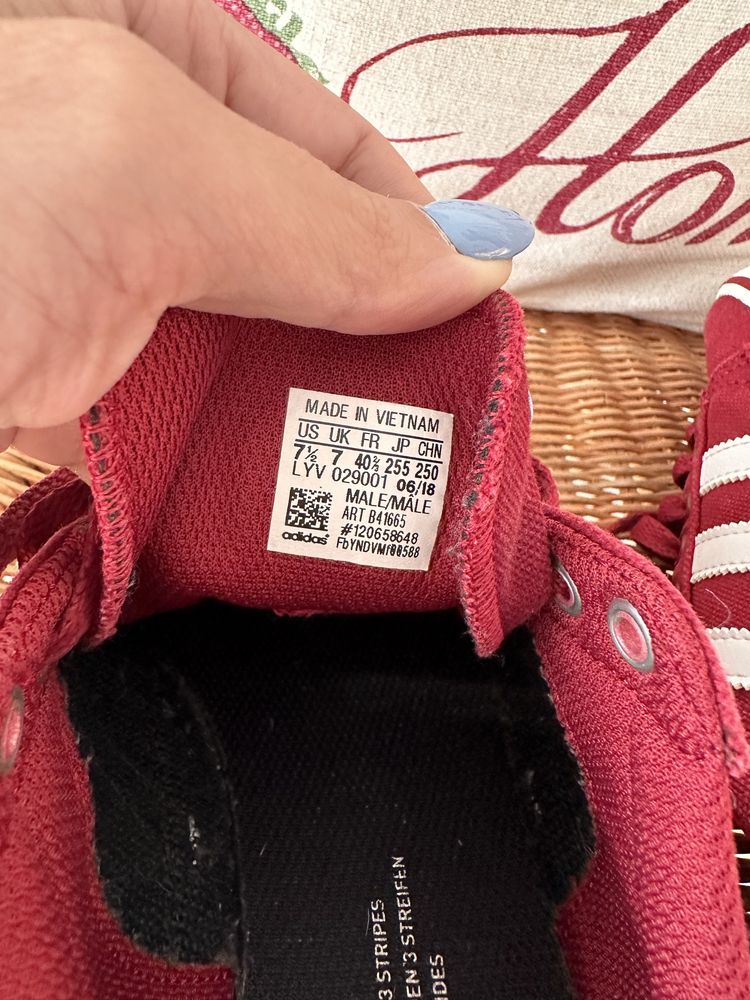 Ho
MADE IN VIETNAM
US UK FR JP CHN
7½ 7 40⅔ 255 250
LYV 029001 06/18
MALE/MÂLE
ART B41665
#120658648
adidas
3 STRIPES
3 STREIFEN